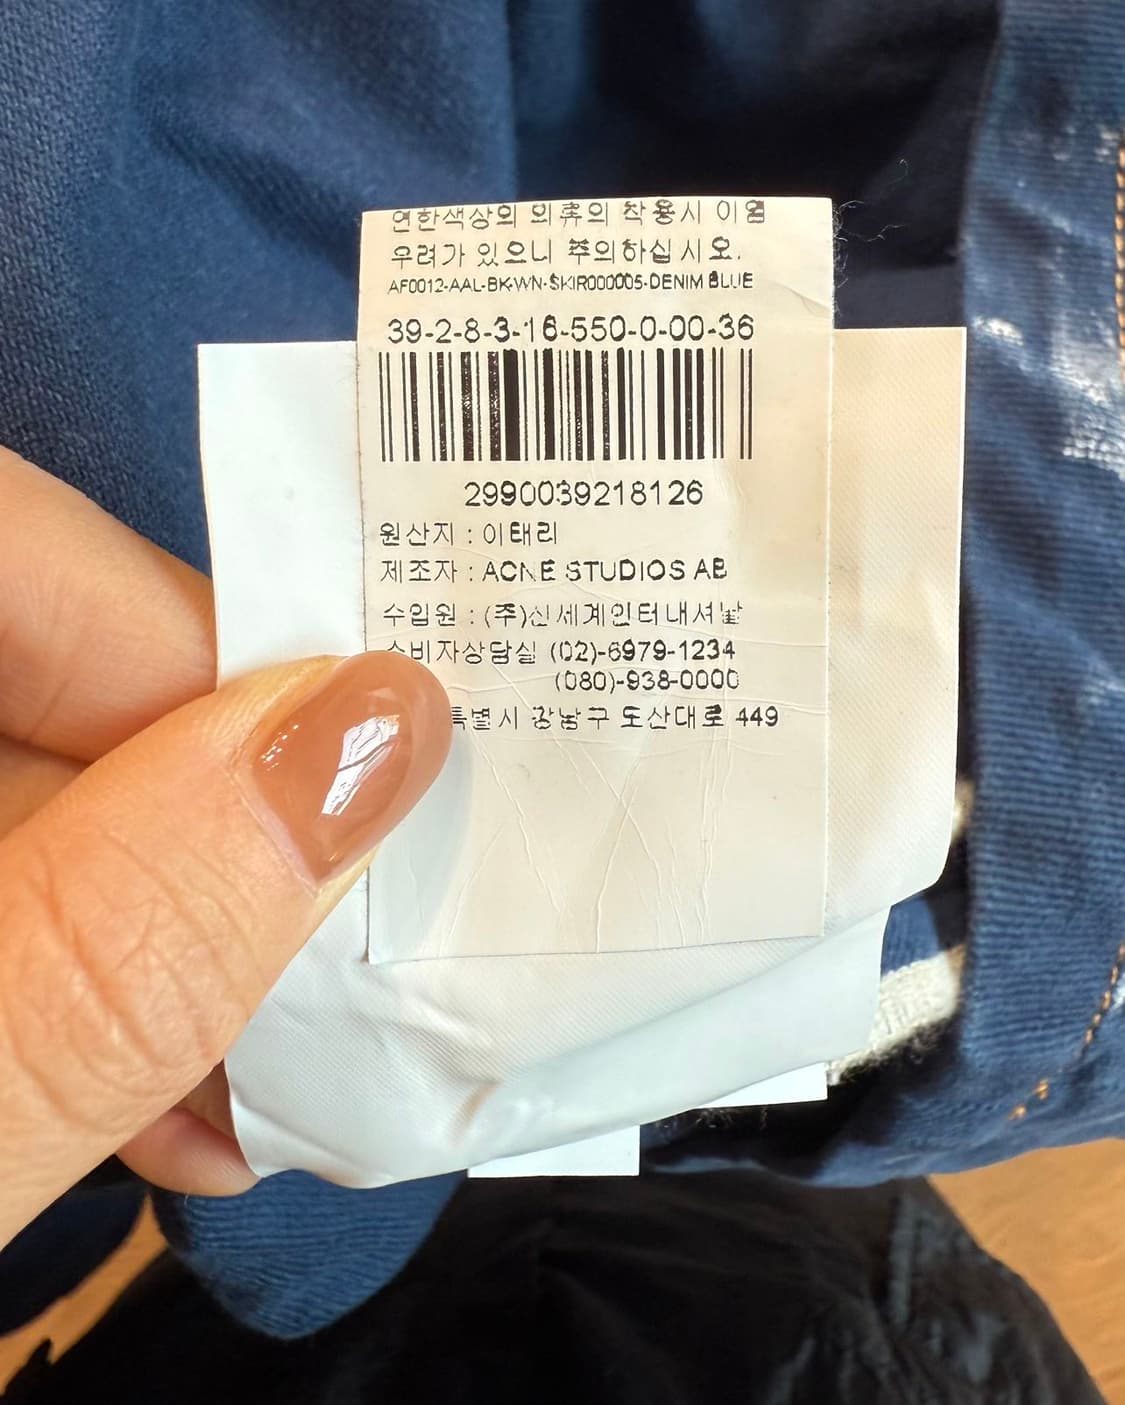 연한색상의 의류의 착용시 이염
우려가 있으니 주의하십시오.
AF0012-AAL-BK-WN-SKIR000005-DENIM BLUE
39-2-8-3-16-550-0-00-36
2990039218126
원산지 : 이태리
제조자 : ACNE STUDIOS AB
수입원 : (주)신세계인터내셔날
소비자상담실 (02)-6979-1234
(080)-938-0000
특별시 강남구 도산대로 449